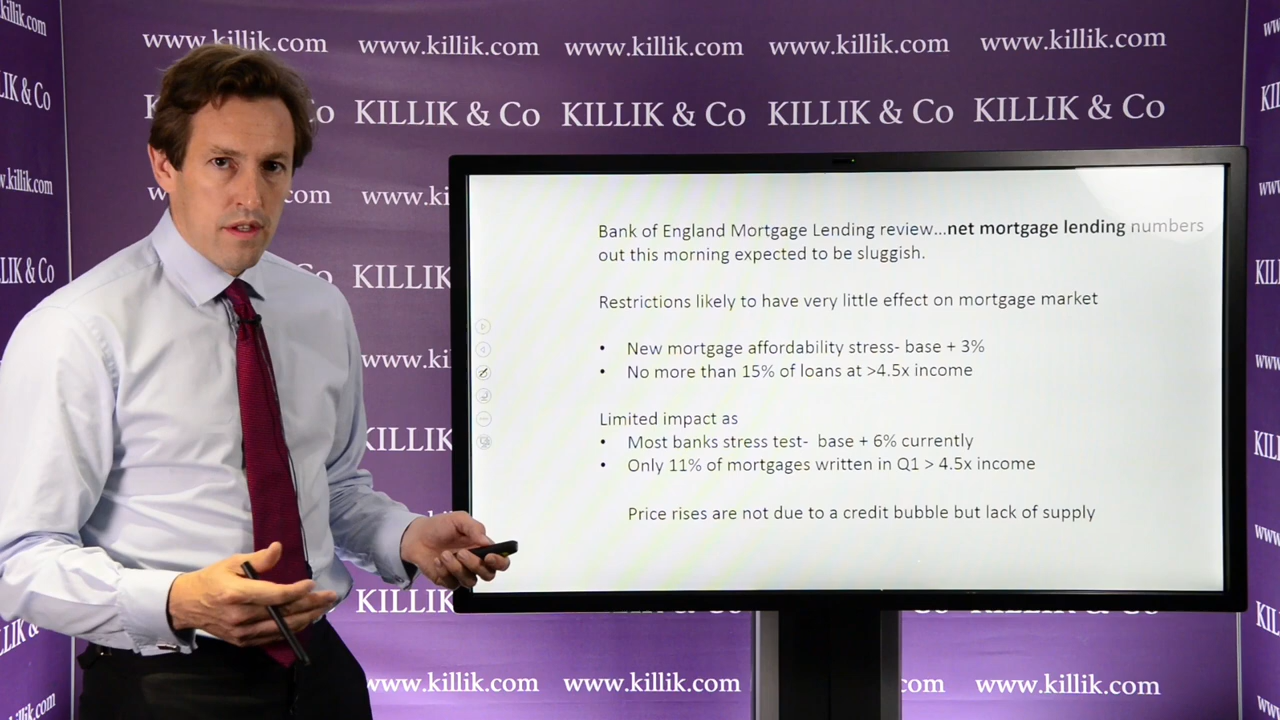 www.killik.com www.killik.com www.killik.com www.killik.com www.killik.com
KILLIK & Co KILLIK & Co KILLIK & Co KILLIK & Co
www.killik.com
Bank of England Mortgage Lending review...net mortgage lending numbers
out this morning expected to be sluggish.
Restrictions likely to have very little effect on mortgage market
• New mortgage affordability stress- base + 3%
• No more than 15% of loans at >4.5x income
Limited impact as
• Most banks stress test- base + 6% currently
• Only 11% of mortgages written in Q1 > 4.5x income
Price rises are not due to a credit bubble but lack of supply
KILLIK
www.killik.com www.killik.com com www.killik.com